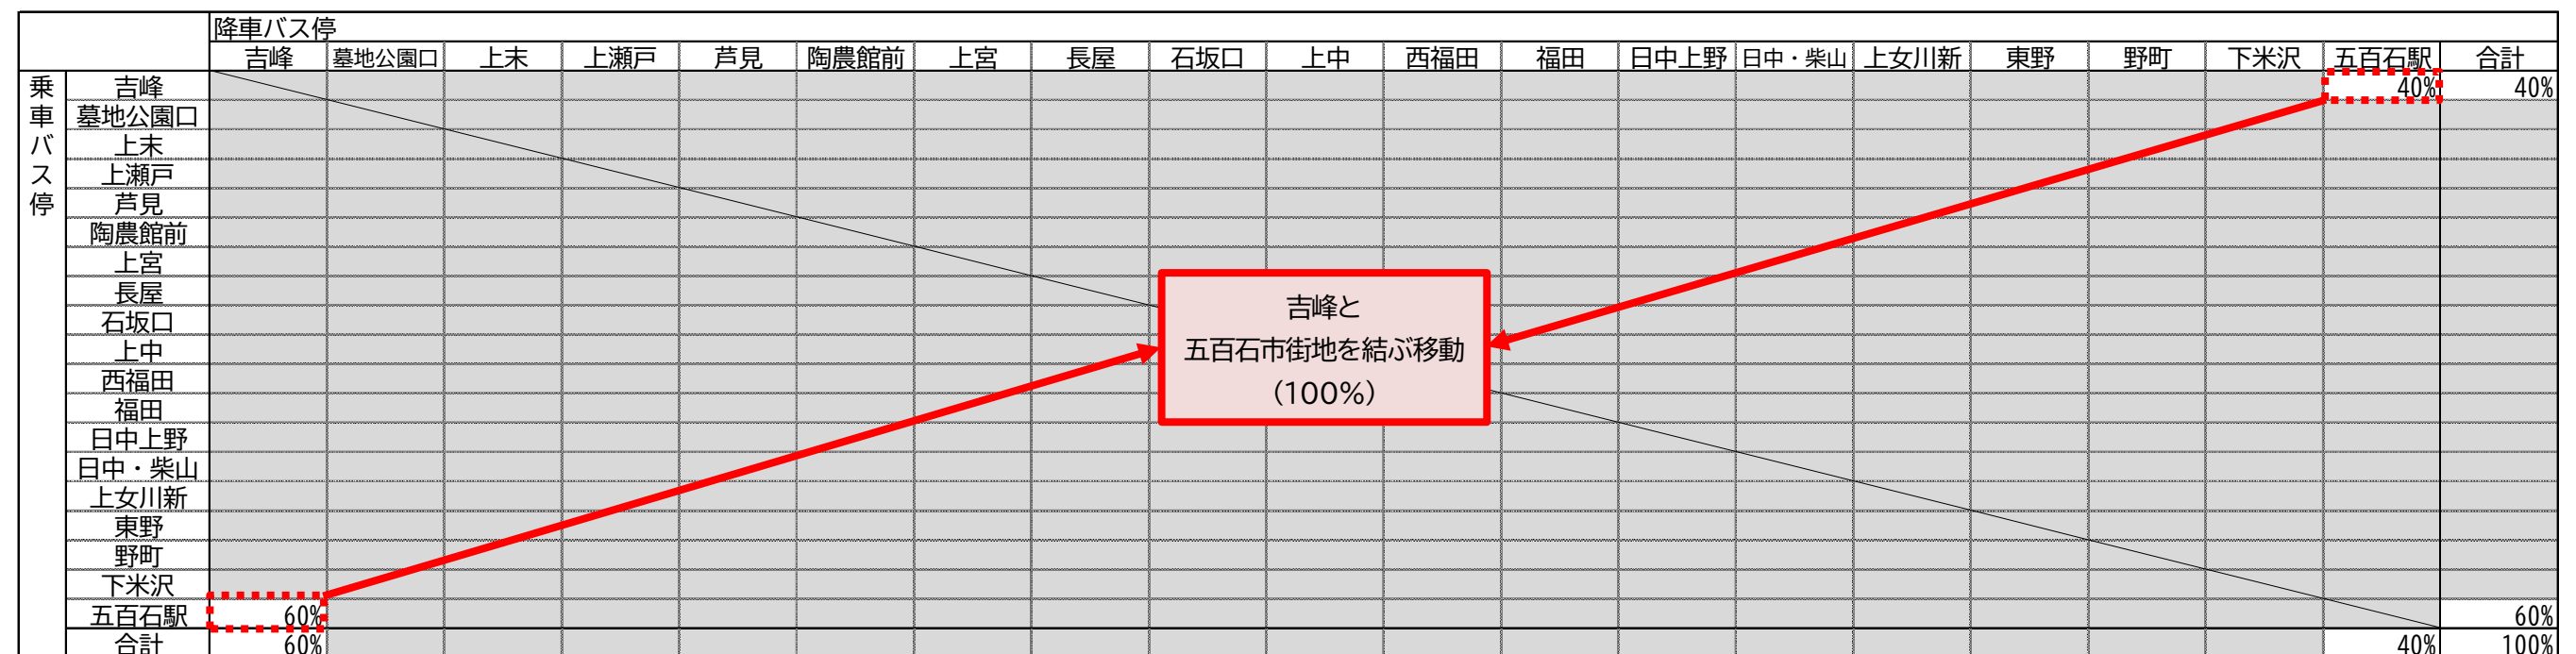 降車バス停
吉峰 墓地公園口 上末 上瀬戸 芦見 陶農館前 上宮 長屋 石坂口 上中 西福田 福田 日中上野 日中・柴山 上女川新 東野 野町 下米沢 五百石駅 合計
乗車バス停
吉峰 40% 40%
墓地公園口
上末
上瀬戸
芦見
陶農館前
上宮
長屋
石坂口
上中
西福田
福田
日中上野
日中・柴山
上女川新
東野
野町
下米沢
五百石駅 60% 60%
合計 60% 40% 100%
吉峰と
五百石市街地を結ぶ移動
(100%)